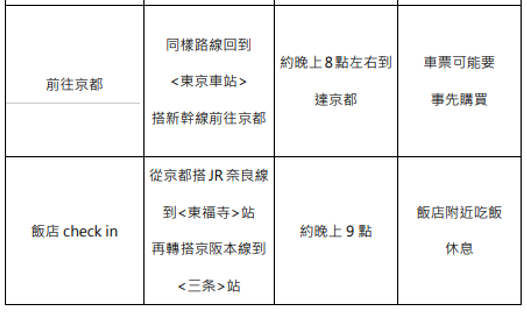 前往京都
同樣路線回到
<東京車站>
搭新幹線前往京都
約晚上8點左右到
達京都
車票可能要
事先購買
飯店 check in
從京都搭JR奈良線
到<東福寺>站
再轉搭京阪本線到
<三条>站
約晚上 9 點
飯店附近吃飯
休息